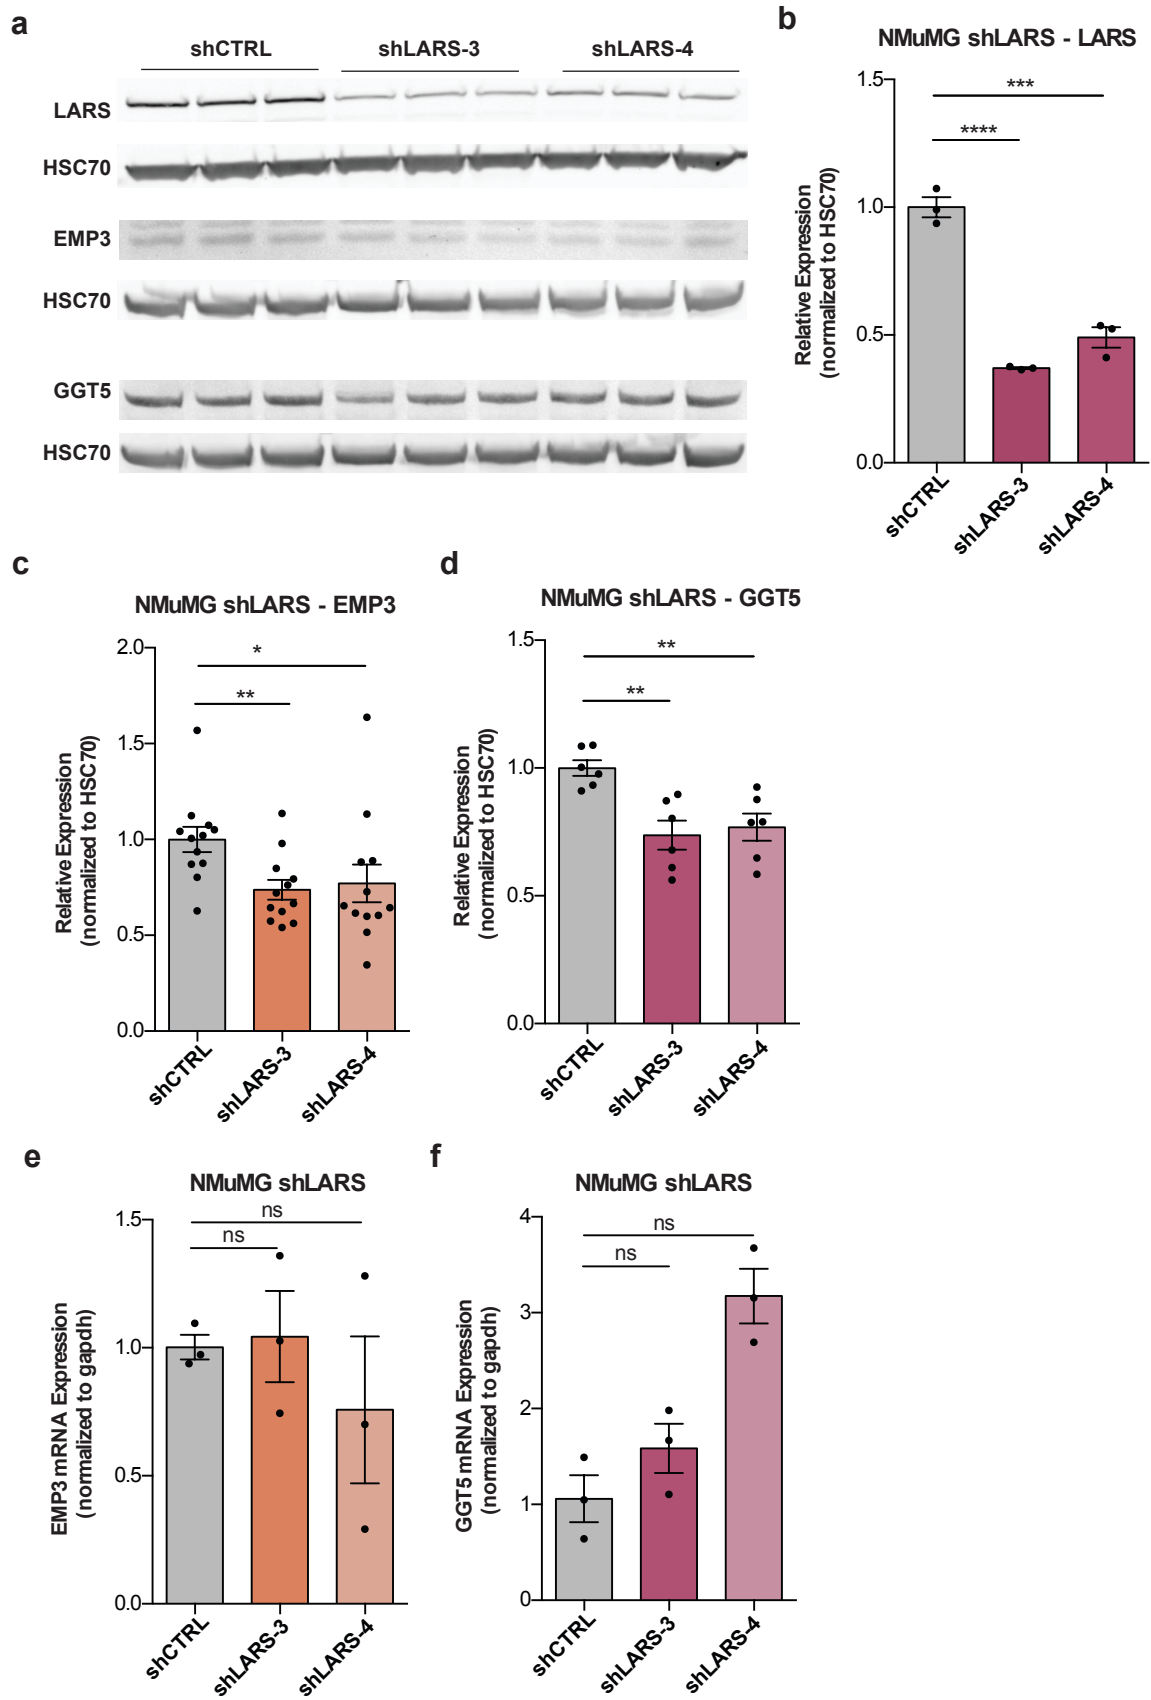 a
shCTRL shLARS-3 shLARS-4
LARS
HSC70
EMP3
HSC70
GGT5
HSC70
b
NMuMG shLARS - LARS
Relative Expression
(normalized to HSC70)
1.5
1.0
0.5
0.0
***
****
shCTRL
shLARS-3
shLARS-4
c
NMuMG shLARS - EMP3
Relative Expression
(normalized to HSC70)
2.0
1.5
1.0
0.5
0.0
*
**
shCTRL
shLARS-3
shLARS-4
d
NMuMG shLARS - GGT5
Relative Expression
(normalized to HSC70)
1.5
1.0
0.5
0.0
**
**
shCTRL
shLARS-3
shLARS-4
e
NMuMG shLARS
EMP3 mRNA Expression
(normalized to gapdh)
1.5
1.0
0.5
0.0
ns
ns
shCTRL
shLARS-3
shLARS-4
f
NMuMG shLARS
GGT5 mRNA Expression
(normalized to gapdh)
4
3
2
1
0
ns
ns
shCTRL
shLARS-3
shLARS-4